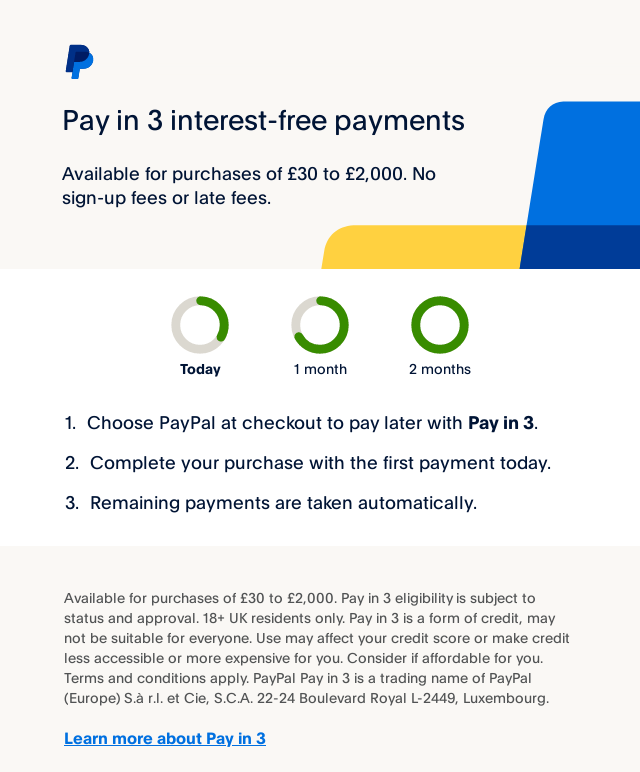 Pay in 3 interest-free payments
Available for purchases of £30 to £2,000. No
sign-up fees or late fees.
Today
1 month
2 months
1. Choose PayPal at checkout to pay later with Pay in 3.
2. Complete your purchase with the first payment today.
3. Remaining payments are taken automatically.
Available for purchases of £30 to £2,000. Pay in 3 eligibility is subject to
status and approval. 18+ UK residents only. Pay in 3 is a form of credit, may
not be suitable for everyone. Use may affect your credit score or make credit
less accessible or more expensive for you. Consider if affordable for you.
Terms and conditions apply. PayPal Pay in 3 is a trading name of PayPal
(Europe) S.à r.l. et Cie, S.C.A. 22-24 Boulevard Royal L-2449, Luxembourg.
Learn more about Pay in 3